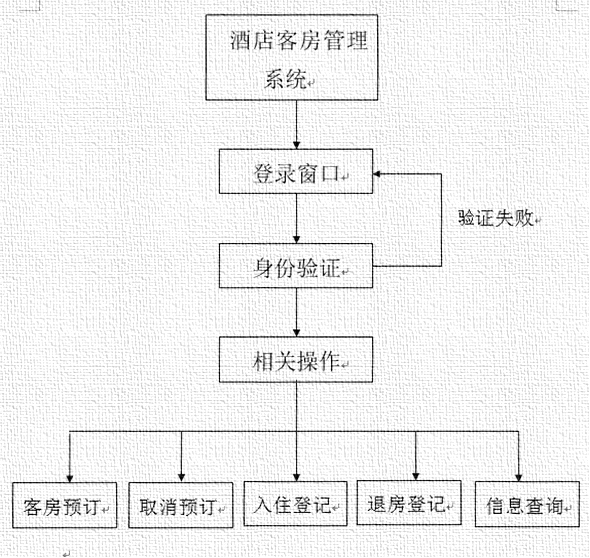 酒店客房管理
系统
登录窗口
验证失败
身份验证
相关操作
客房预订
取消预订
入住登记
退房登记
信息查询